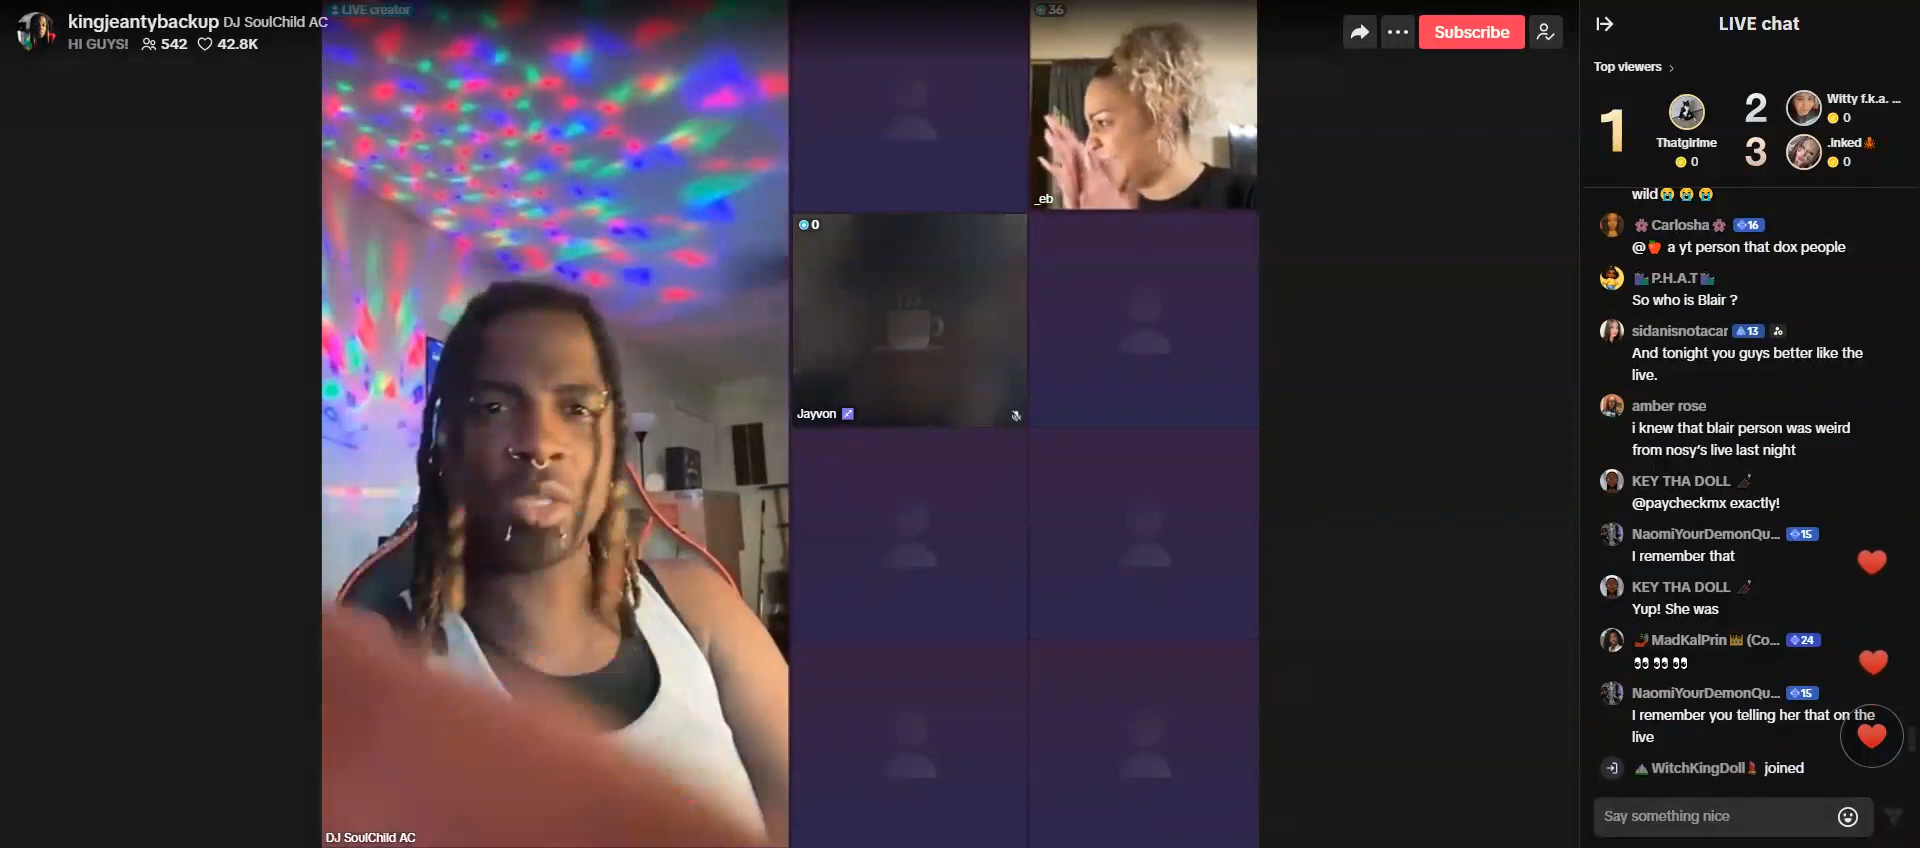 kingjeantybackup DJ SoulChild AC
HI GUYS! 542 42.8K
LIVE creator
36
_eb
0
Jayvon
DJ SoulChild AC
Subscribe
LIVE chat
Top viewers >
1
Thatgirlme
0
2
Witty f.k.a. ...
0
3
.inked
0
wild😭😭😭
🌸 Carlosha 🌸 16
@🍎 a yt person that dox people
P.H.A.T
So who is Blair ?
sidanisnotacar 13
And tonight you guys better like the
live.
amber rose
i knew that blair person was weird
from nosy's live last night
KEY THA DOLL
@paycheckmx exactly!
NaomiYourDemonQu... 15
I remember that
KEY THA DOLL
Yup! She was
MadKalPrin👑(Co... 24
👀👀👀
NaomiYourDemonQu... 15
I remember you telling her that on the
live
WitchKingDoll joined
Say something nice